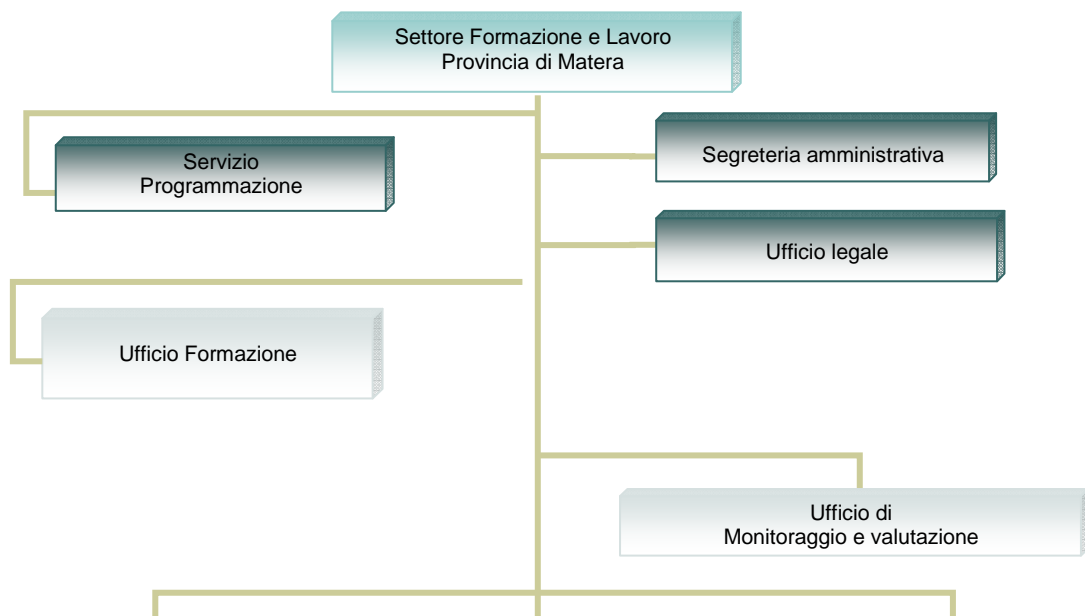 Settore Formazione e Lavoro
Provincia di Matera
Servizio
Programmazione
Segreteria amministrativa
Ufficio legale
Ufficio Formazione
Ufficio di
Monitoraggio e valutazione